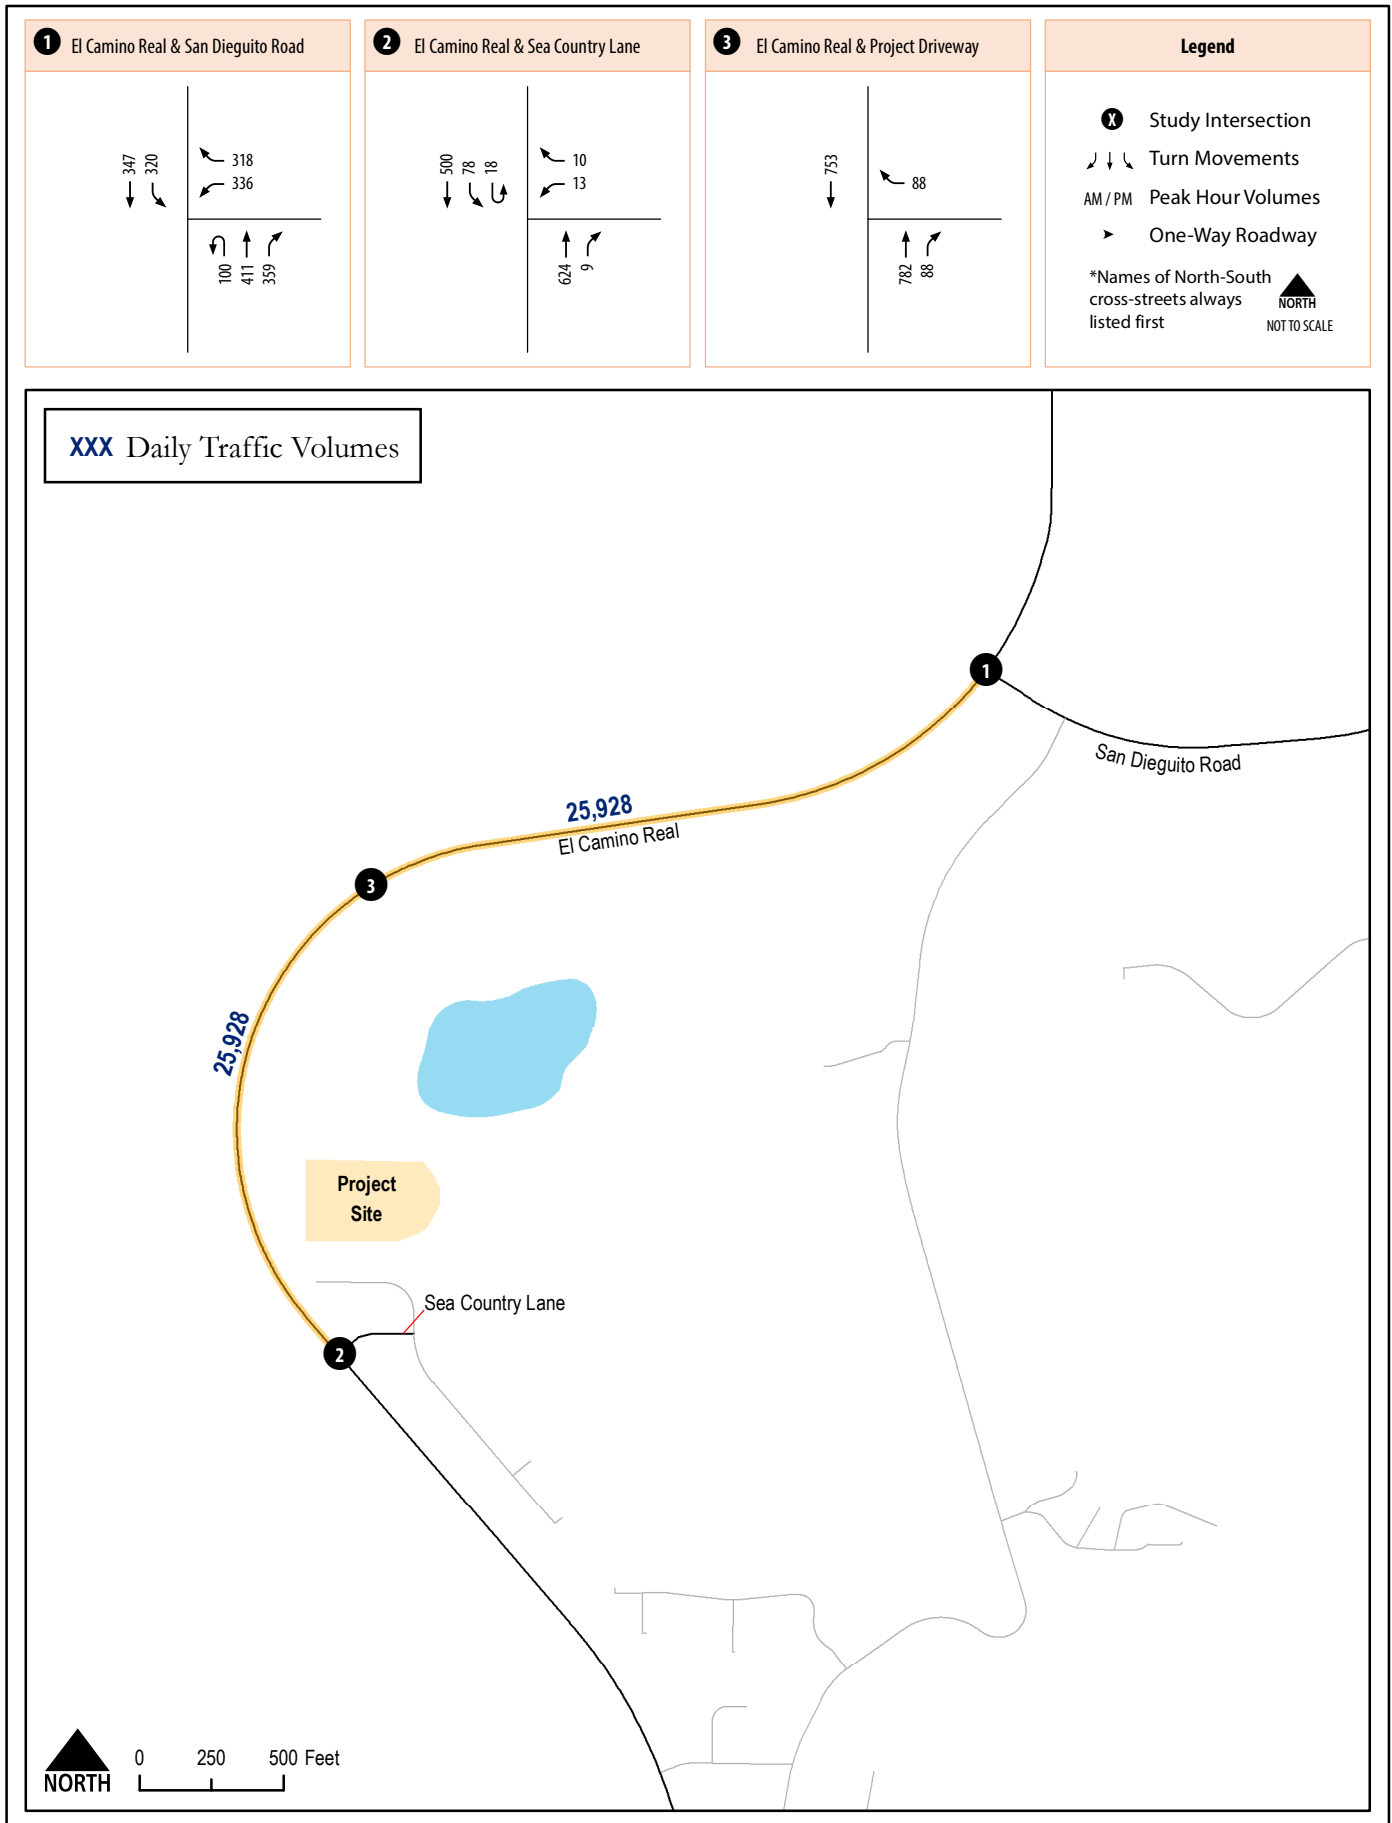 1 El Camino Real & San Dieguito Road
347
320
318
336
100
411
359
2 El Camino Real & Sea Country Lane
500
78
18
10
13
624
9
3 El Camino Real & Project Driveway
753
88
782
88
Legend
X Study Intersection
Turn Movements
AM / PM Peak Hour Volumes
One-Way Roadway
*Names of North-South
cross-streets always
listed first
NORTH
NOT TO SCALE
XXX Daily Traffic Volumes
1
San Dieguito Road
25,928
El Camino Real
3
25,928
Project
Site
Sea Country Lane
2
NORTH
0 250 500 Feet